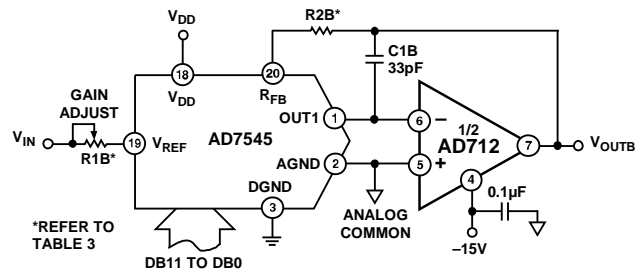 R2B*
VDD
C1B
33pF
18
20
VDD
RFB
GAIN
ADJUST
OUT1
1
6
–
1/2
AD712
VIN
R1B*
19
VREF
AD7545
7
VOUTB
AGND
2
5
+
4
DGND
3
ANALOG
COMMON
0.1µF
*REFER TO
TABLE 3
–15V
DB11 TO DB0